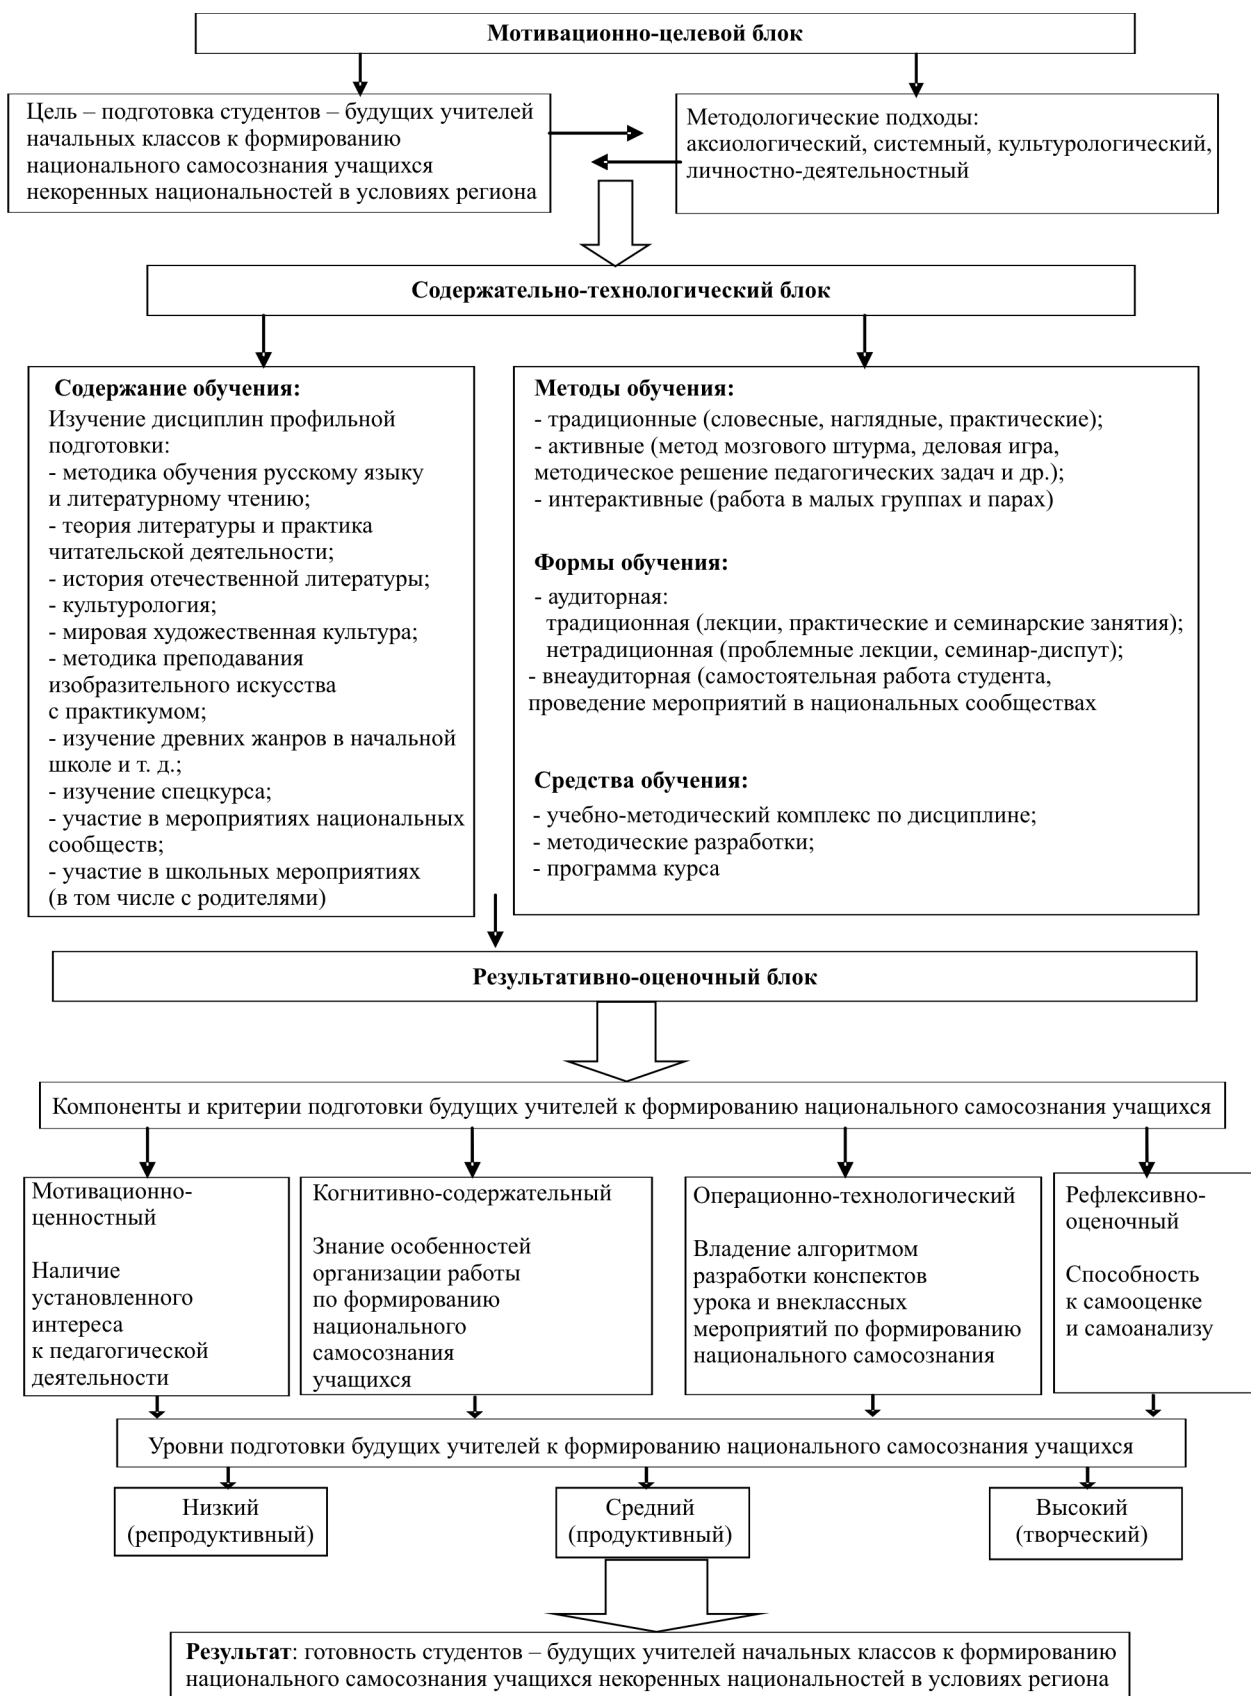 Мотивационно-целевой блок
Цель – подготовка студентов – будущих учителей
начальных классов к формированию
национального самосознания учащихся
некоренных национальностей в условиях региона
Методологические подходы:
аксиологический, системный, культурологический,
личностно-деятельностный
Содержательно-технологический блок
Содержание обучения:
Изучение дисциплин профильной
подготовки:
- методика обучения русскому языку
и литературному чтению;
- теория литературы и практика
читательской деятельности;
- история отечественной литературы;
- культурология;
- мировая художественная культура;
- методика преподавания
изобразительного искусства
с практикумом;
- изучение древних жанров в начальной
школе и т. д.;
- изучение спецкурса;
- участие в мероприятиях национальных
сообществ;
- участие в школьных мероприятиях
(в том числе с родителями)
Методы обучения:
- традиционные (словесные, наглядные, практические);
- активные (метод мозгового штурма, деловая игра,
методическое решение педагогических задач и др.);
- интерактивные (работа в малых группах и парах)
Формы обучения:
- аудиторная:
традиционная (лекции, практические и семинарские занятия);
нетрадиционная (проблемные лекции, семинар-диспут);
- внеаудиторная (самостоятельная работа студента,
проведение мероприятий в национальных сообществах
Средства обучения:
- учебно-методический комплекс по дисциплине;
- методические разработки;
- программа курса
Результативно-оценочный блок
Компоненты и критерии подготовки будущих учителей к формированию национального самосознания учащихся
Мотивационно-
ценностный
Наличие
установленного
интереса
к педагогической
деятельности
Когнитивно-содержательный
Знание особенностей
организации работы
по формированию
национального
самосознания
учащихся
Операционно-технологический
Владение алгоритмом
разработки конспектов
урока и внеклассных
мероприятий по формированию
национального самосознания
Рефлексивно-
оценочный
Способность
к самооценке
и самоанализу
Уровни подготовки будущих учителей к формированию национального самосознания учащихся
Низкий
(репродуктивный)
Средний
(продуктивный)
Высокий
(творческий)
Результат: готовность студентов – будущих учителей начальных классов к формированию
национального самосознания учащихся некоренных национальностей в условиях региона